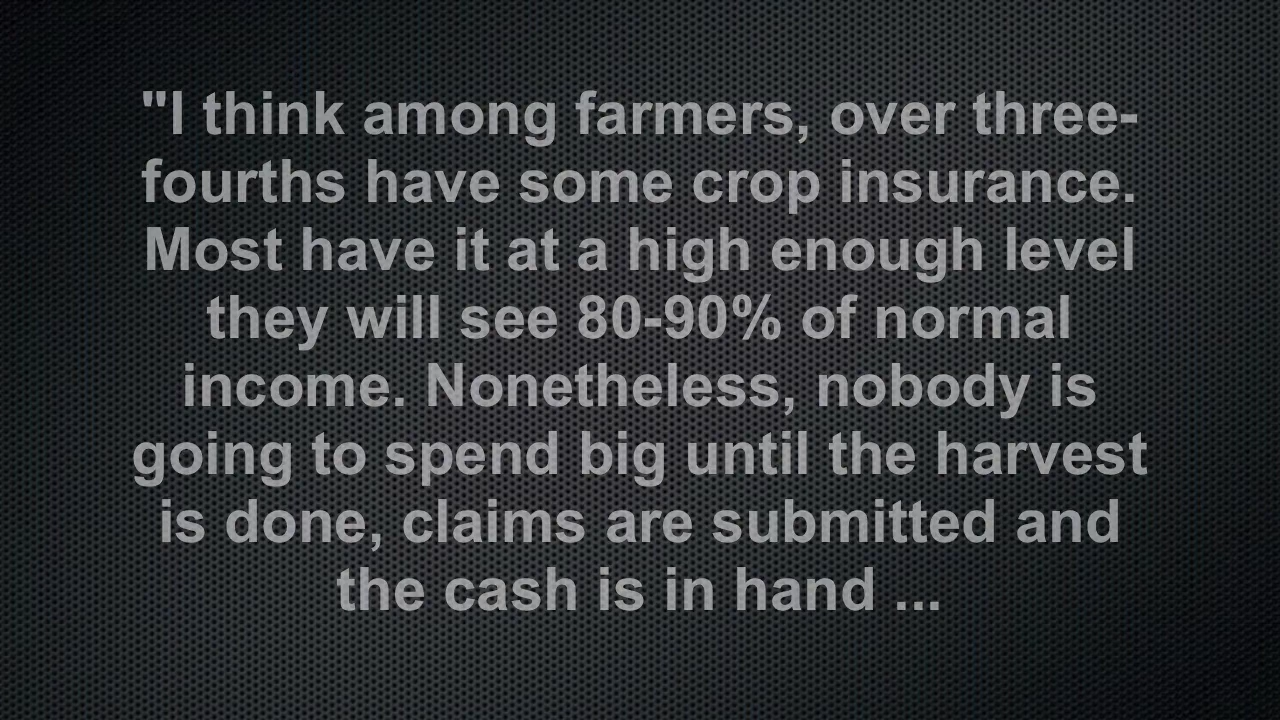 "I think among farmers, over three-
fourths have some crop insurance.
Most have it at a high enough level
they will see 80-90% of normal
income. Nonetheless, nobody is
going to spend big until the harvest
is done, claims are submitted and
the cash is in hand ...